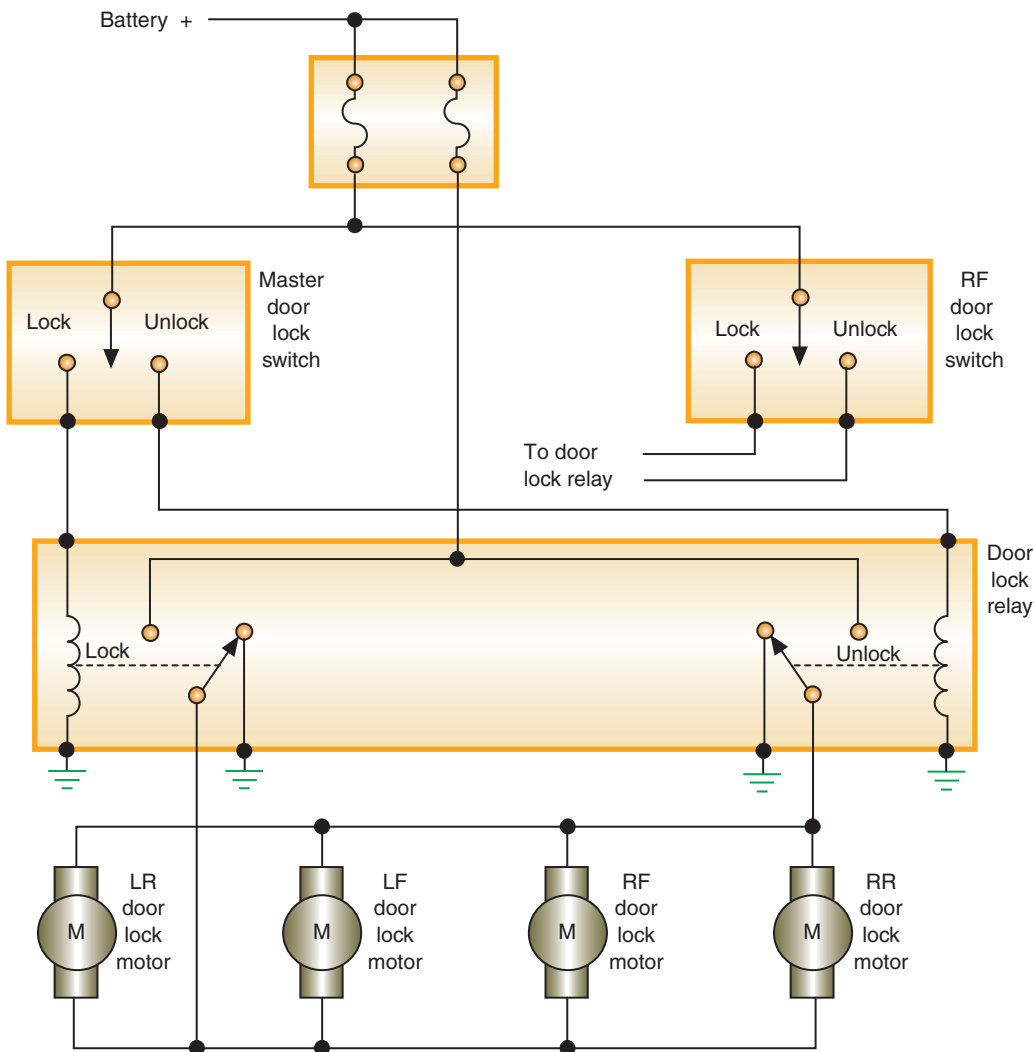 Battery +
Master
door
lock
switch
Lock
Unlock
RF
door
lock
switch
Lock
Unlock
To door
lock relay
Door
lock
relay
Lock
Unlock
LR
door
lock
motor
M
LF
door
lock
motor
M
RF
door
lock
motor
M
RR
door
lock
motor
M